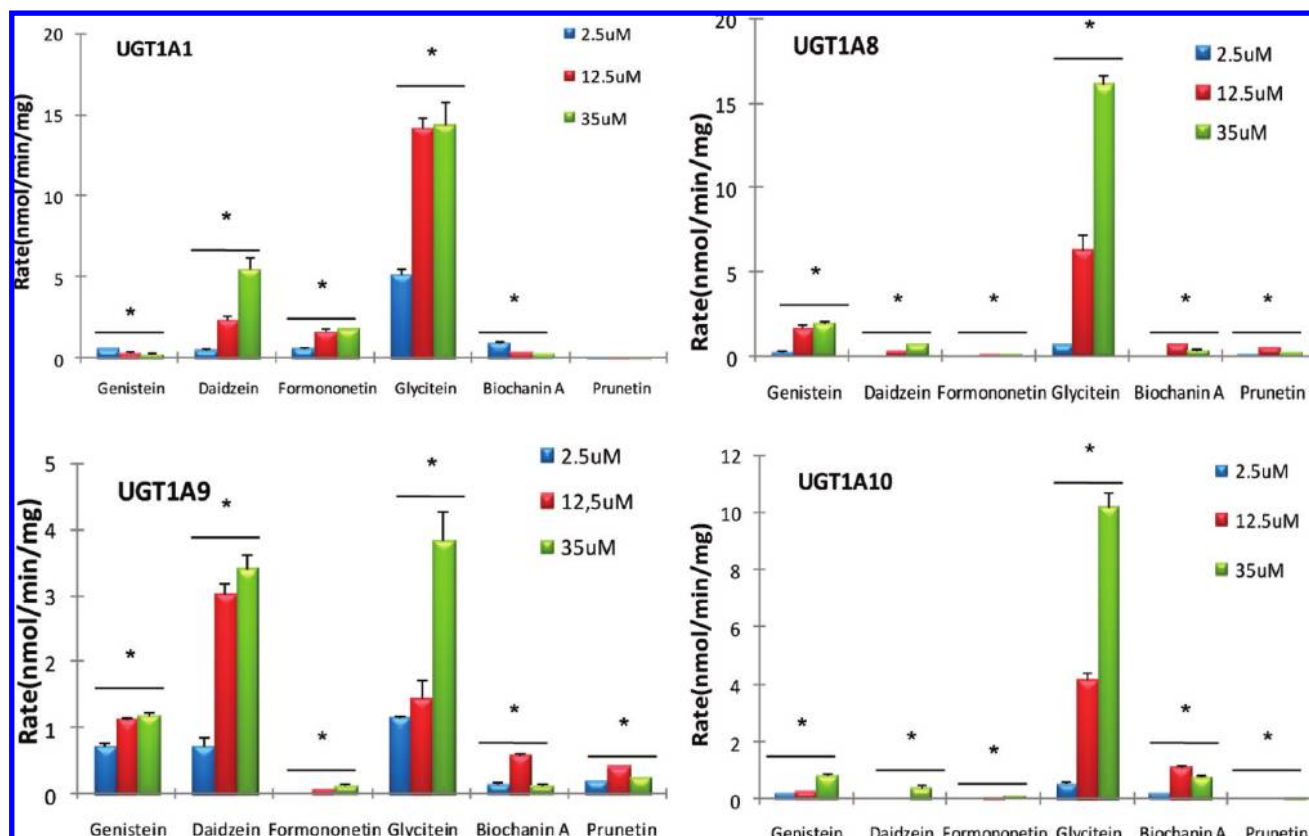 UGT1A1
2.5uM
12.5uM
35uM
Rate(nmol/min/mg)
20
15
10
5
0
*
*
*
*
*
Genistein Daidzein Formononetin Glycitein Biochanin A Prunetin
UGT1A8
2.5uM
12.5uM
35uM
Rate(nmol/min/mg)
20
15
10
5
0
*
*
*
*
*
*
Genistein Daidzein Formononetin Glycitein Biochanin A Prunetin
UGT1A9
2.5uM
12,5uM
35uM
Rate(nmol/min/mg)
5
4
3
2
1
0
*
*
*
*
*
*
Genistein Daidzein Formononetin Glycitein Biochanin A Prunetin
UGT1A10
2.5uM
12.5uM
35uM
Rate(nmol/min/mg)
12
10
8
6
4
2
0
*
*
*
*
*
*
Genistein Daidzein Formononetin Glycitein Biochanin A Prunetin